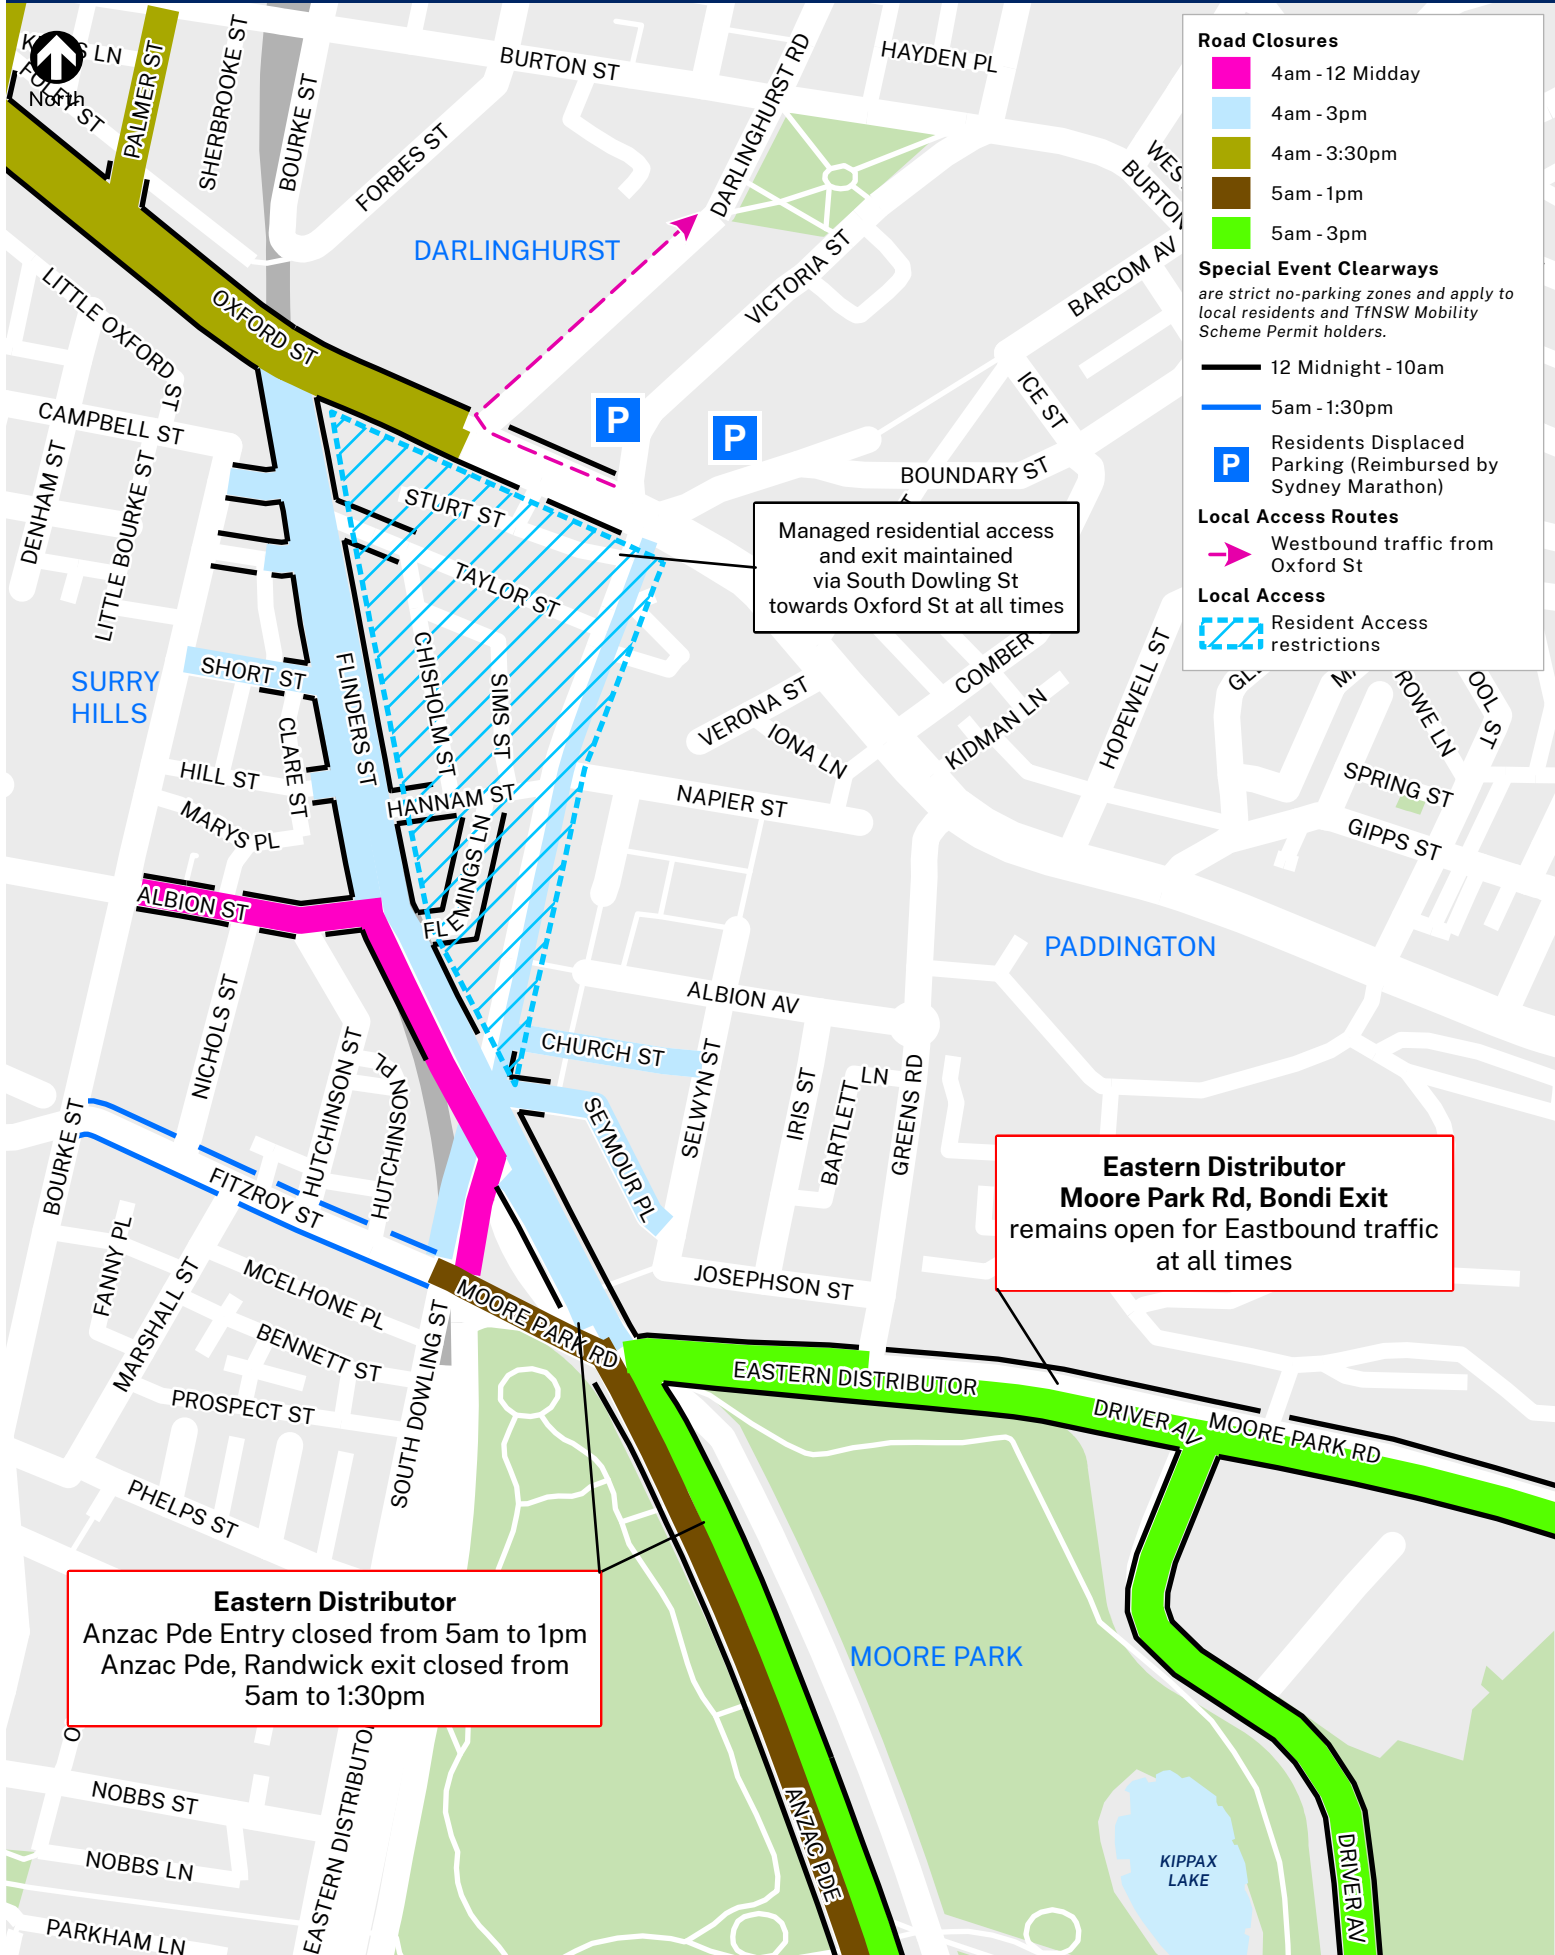 North
PALMER ST
SHERBROOKE ST
BOURKE ST
BURTON ST
FORBES ST
DARLINGHURST RD
HAYDEN PL
DARLINGHURST
VICTORIA ST
BARCOM AV
BURTON
LITTLE OXFORD ST
OXFORD ST
CAMPBELL ST
DENHAM ST
LITTLE BOURKE ST
ICE ST
BOUNDARY ST
P
P
STURT ST
TAYLOR ST
Managed residential access
and exit maintained
via South Dowling St
towards Oxford St at all times
Road Closures
4am - 12 Midday
4am - 3pm
4am - 3:30pm
5am - 1pm
5am - 3pm
Special Event Clearways
are strict no-parking zones and apply to
local residents and TfNSW Mobility
Scheme Permit holders.
12 Midnight - 10am
5am - 1:30pm
P
Residents Displaced
Parking (Reimbursed by
Sydney Marathon)
Local Access Routes
Westbound traffic from
Oxford St
Local Access
Resident Access
restrictions
SURRY
HILLS
SHORT ST
FLINDERS ST
CHISHOLM ST
SIMS ST
CLARE ST
HILL ST
MARYS PL
HANNAM ST
FLEMINGS LN
VERONA ST
IONA LN
COMBER
KIDMAN LN
HOPEWELL ST
ROWE LN
OOL ST
SPRING ST
GIPPS ST
NAPIER ST
ALBION ST
PADDINGTON
ALBION AV
NICHOLS ST
HUTCHINSON ST
HUTCHINSON PL
CHURCH ST
SELWYN ST
SEYMOUR PL
IRIS ST
BARTLETT LN
GREENS RD
BOURKE ST
FITZROY ST
FANNY PL
MARSHALL ST
MCELHONE PL
BENNETT ST
PROSPECT ST
PHELPS ST
SOUTH DOWLING ST
MOORE PARK RD
JOSEPHSON ST
Eastern Distributor
Moore Park Rd, Bondi Exit
remains open for Eastbound traffic
at all times
EASTERN DISTRIBUTOR
DRIVER AV
MOORE PARK RD
Eastern Distributor
Anzac Pde Entry closed from 5am to 1pm
Anzac Pde, Randwick exit closed from
5am to 1:30pm
MOORE PARK
NOBBS ST
NOBBS LN
PARKHAM LN
EASTERN DISTRIBUTO
ANZAC PDE
KIPPAX
LAKE
DRIVER AV